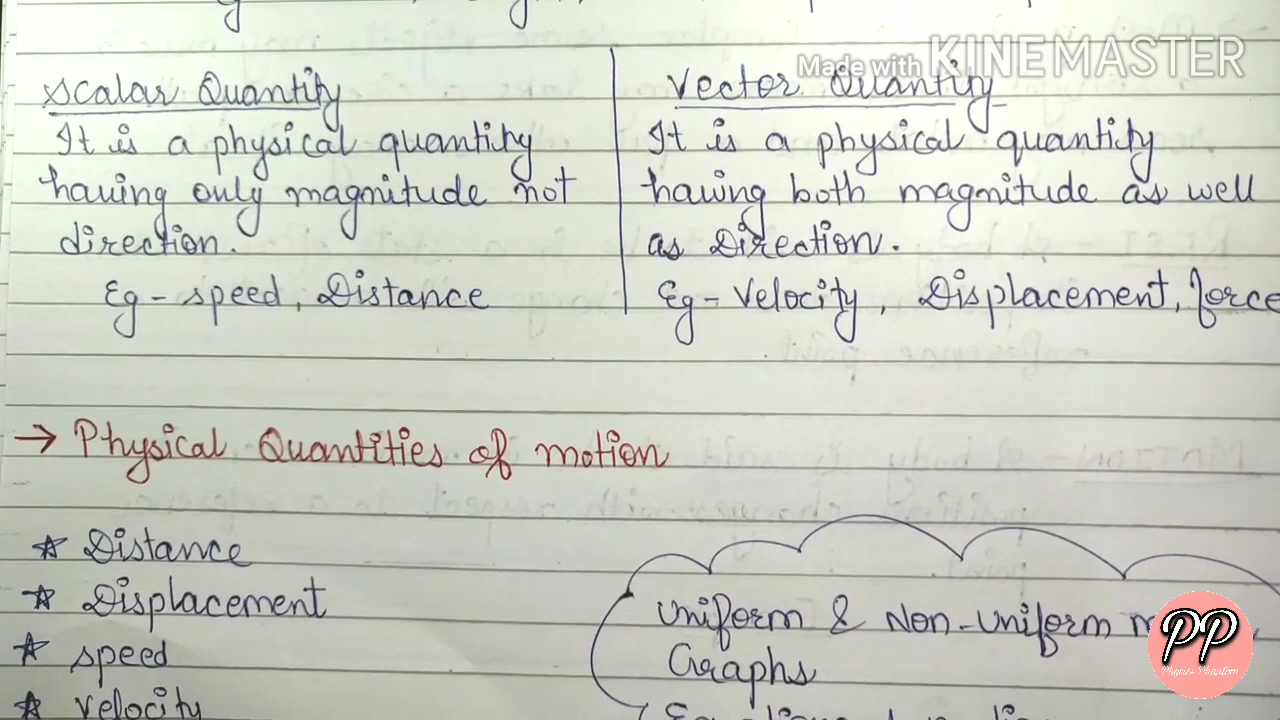 Made with KINEMASTER
Scalar Quantity
It is a physical quantity
having only magnitude not
direction.
Eg - speed, Distance
Vector Quantity
It is a physical quantity
having both magnitude as well
as Direction.
Eg - Velocity, Displacement, force
→ Physical Quantities of motion
☆ Distance
☆ Displacement
☆ speed
☆ Velocity
Uniform & Non-Uniform
Graphs
PP
Physics Phantom